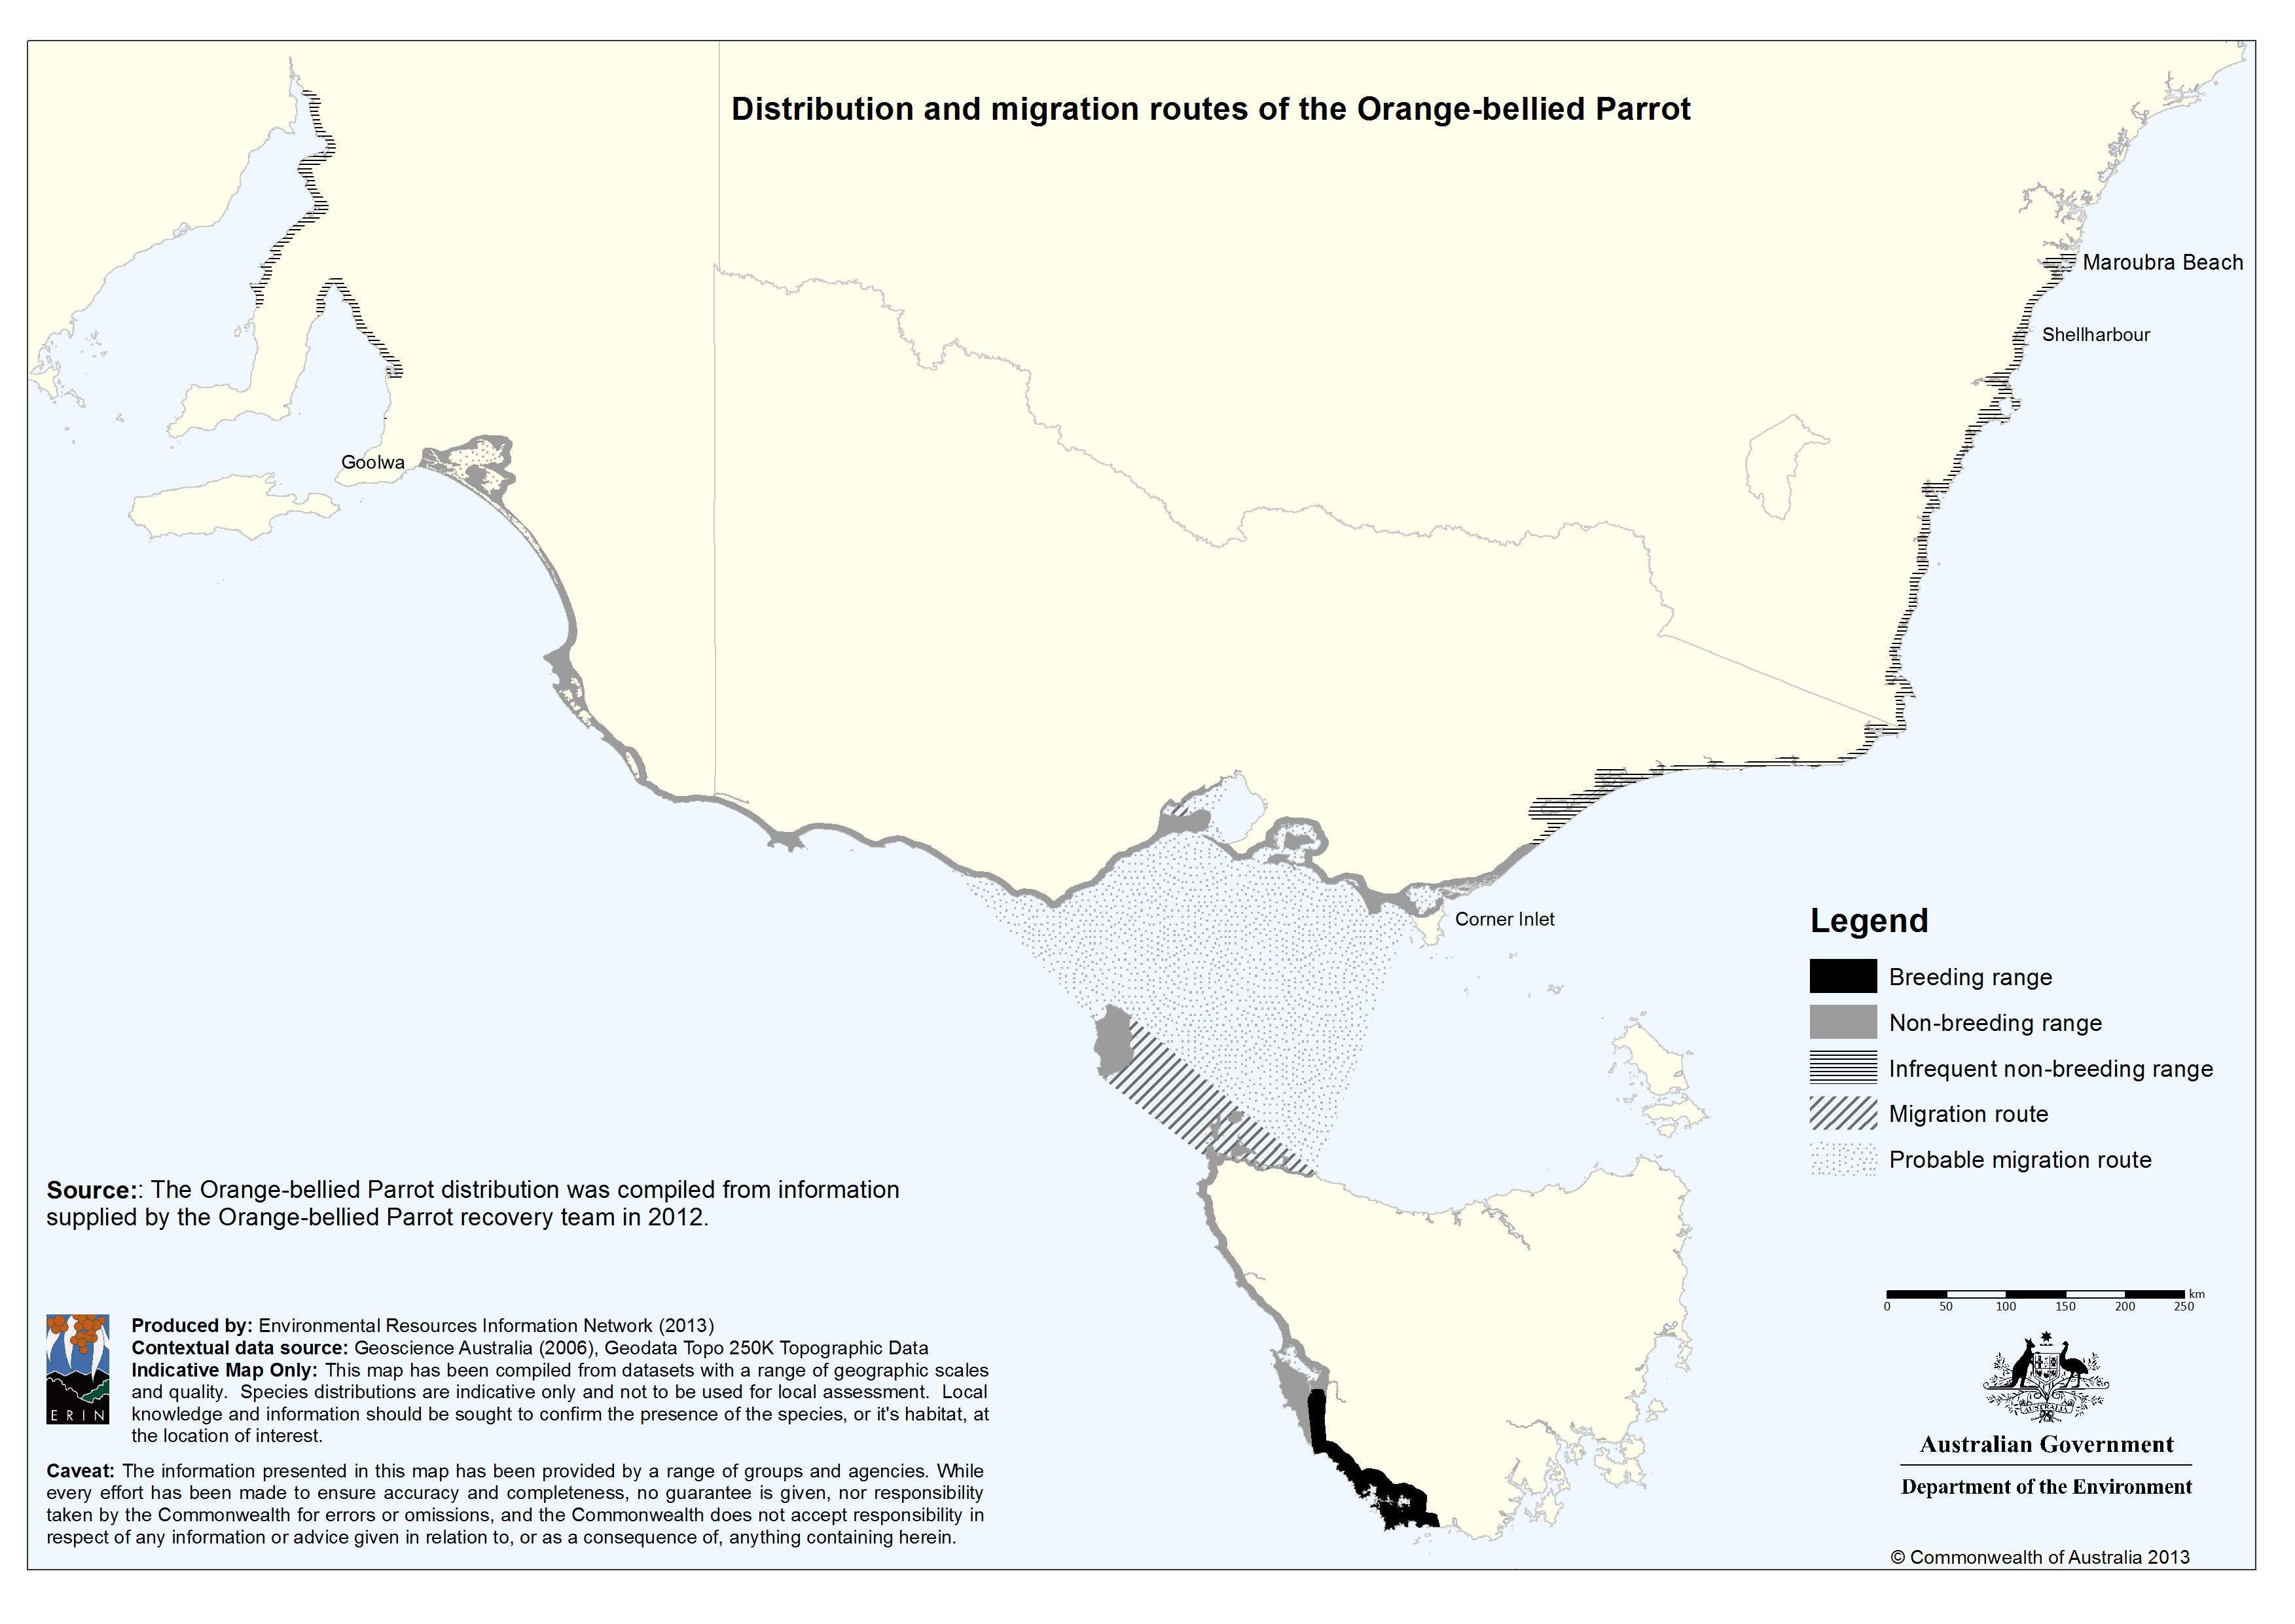 Distribution and migration routes of the Orange-bellied Parrot
Maroubra Beach
Shellharbour
Goolwa
Corner Inlet
Legend
Breeding range
Non-breeding range
Infrequent non-breeding range
Migration route
Probable migration route
Source:: The Orange-bellied Parrot distribution was compiled from information
supplied by the Orange-bellied Parrot recovery team in 2012.
km
0 50 100 150 200 250
ERIN
Produced by: Environmental Resources Information Network (2013)
Contextual data source: Geoscience Australia (2006), Geodata Topo 250K Topographic Data
Indicative Map Only: This map has been compiled from datasets with a range of geographic scales
and quality. Species distributions are indicative only and not to be used for local assessment. Local
knowledge and information should be sought to confirm the presence of the species, or it's habitat, at
the location of interest.
Caveat: The information presented in this map has been provided by a range of groups and agencies. While
every effort has been made to ensure accuracy and completeness, no guarantee is given, nor responsibility
taken by the Commonwealth for errors or omissions, and the Commonwealth does not accept responsibility in
respect of any information or advice given in relation to, or as a consequence of, anything containing herein.
AUSTRALIA
Australian Government
Department of the Environment
© Commonwealth of Australia 2013